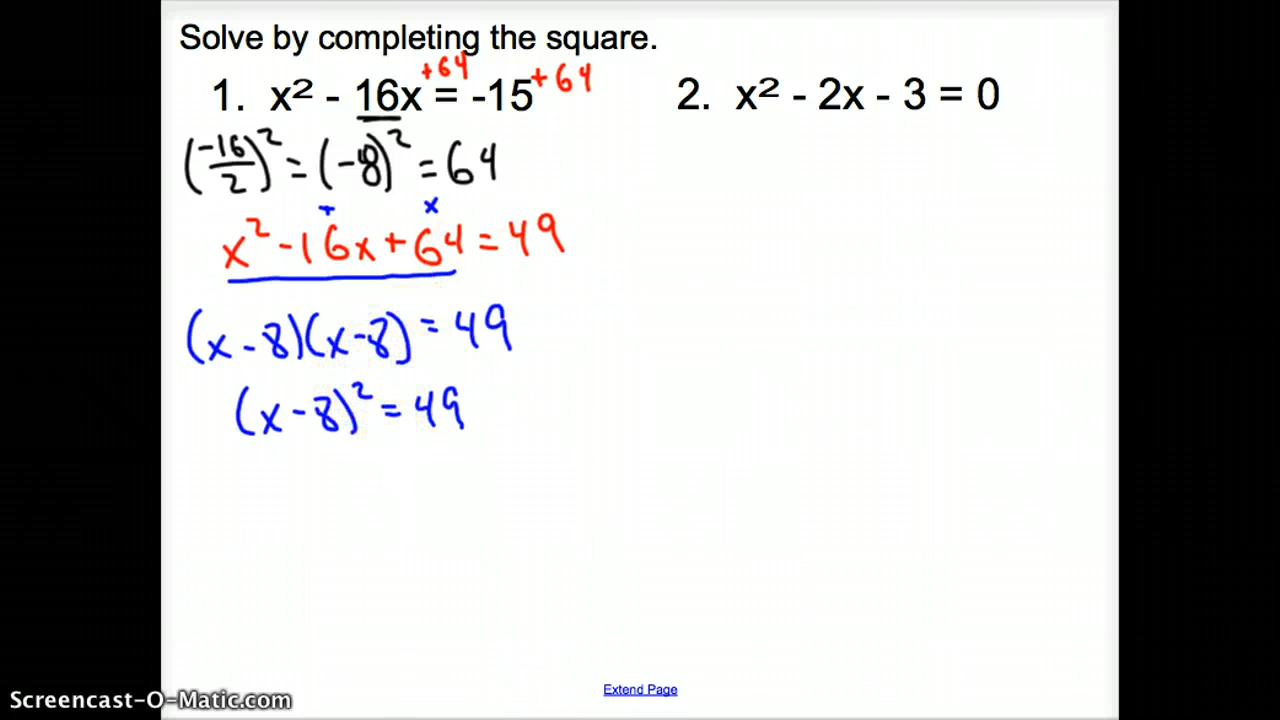 Solve by completing the square.
1. x² - 16x +64 = -15 +64
(-16/2)² = (-8)² = 64
+ x
x² - 16x + 64 = 49
(x - 8)(x - 8) = 49
(x - 8)² = 49
2. x² - 2x - 3 = 0
Extend Page
Screencast-O-Matic.com